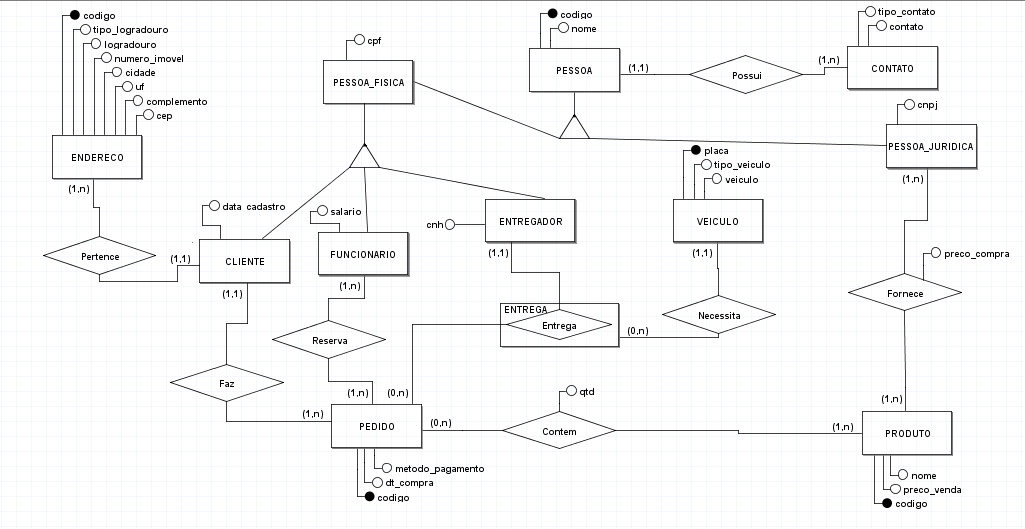 codigo
tipo_logradouro
logradouro
numero_imovel
cidade
uf
complemento
cep
ENDERECO
(1,n)
Pertence
(1,1)
cpf
PESSOA_FISICA
codigo
nome
PESSOA
(1,1)
Possui
(1,n)
tipo_contato
contato
CONTATO
cnpj
PESSOA_JURIDICA
(1,n)
placa
tipo_veiculo
veiculo
VEICULO
(1,1)
data cadastro
CLIENTE
(1,1)
salario
FUNCIONARIO
(1,n)
cnh
ENTREGADOR
(1,1)
ENTREGA
Entrega
(0,n)
Necessita
preco_compra
Fornece
Reserva
Faz
(1,n)
(1,n)
(0,n)
PEDIDO
(0,n)
qtd
Contem
(1,n)
(1,n)
PRODUTO
metodo_pagamento
dt_compra
codigo
nome
preco_venda
codigo